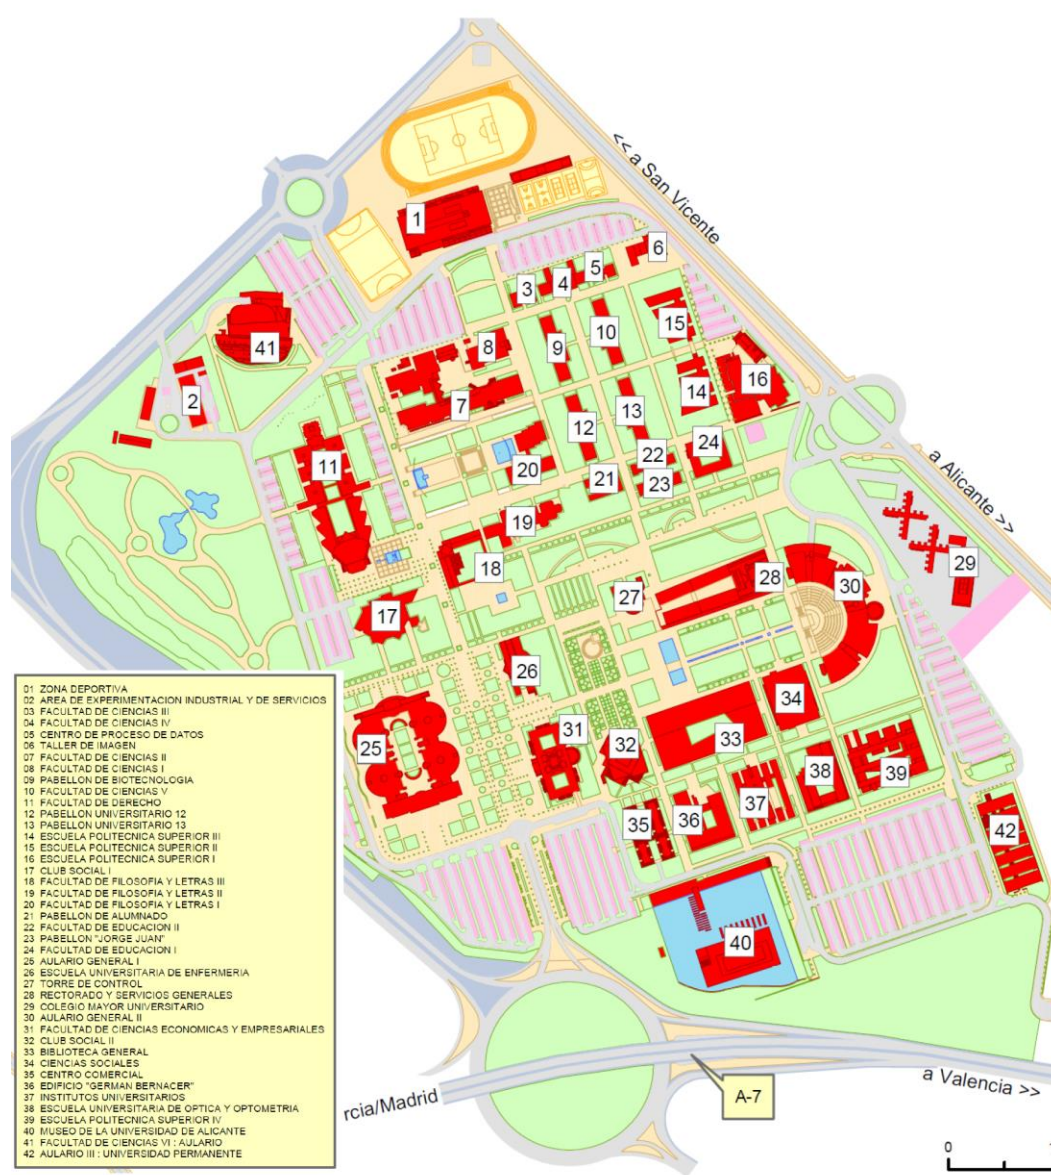 << a San Vicente
1
6
5
4
3
15
10
9
8
41
16
14
2
7
13
12
24
11
22
20
21
23
a Alicante >>
19
18
29
28
30
27
17
26
34
31
25
32
33
38
39
37
35
36
42
40
01 ZONA DEPORTIVA
02 AREA DE EXPERIMENTACION INDUSTRIAL Y DE SERVICIOS
03 FACULTAD DE CIENCIAS III
04 FACULTAD DE CIENCIAS IV
05 CENTRO DE PROCESO DE DATOS
06 TALLER DE IMAGEN
07 FACULTAD DE CIENCIAS II
08 FACULTAD DE CIENCIAS I
09 PABELLON DE BIOTECNOLOGIA
10 FACULTAD DE CIENCIAS V
11 FACULTAD DE DERECHO
12 PABELLON UNIVERSITARIO 12
13 PABELLON UNIVERSITARIO 13
14 ESCUELA POLITECNICA SUPERIOR III
15 ESCUELA POLITECNICA SUPERIOR II
16 ESCUELA POLITECNICA SUPERIOR I
17 CLUB SOCIAL I
18 FACULTAD DE FILOSOFIA Y LETRAS III
19 FACULTAD DE FILOSOFIA Y LETRAS II
20 FACULTAD DE FILOSOFIA Y LETRAS I
21 PABELLON DE ALUMNADO
22 FACULTAD DE EDUCACION II
23 PABELLON "JORGE JUAN"
24 FACULTAD DE EDUCACION I
25 AULARIO GENERAL I
26 ESCUELA UNIVERSITARIA DE ENFERMERIA
27 TORRE DE CONTROL
28 RECTORADO Y SERVICIOS GENERALES
29 COLEGIO MAYOR UNIVERSITARIO
30 AULARIO GENERAL II
31 FACULTAD DE CIENCIAS ECONOMICAS Y EMPRESARIALES
32 CLUB SOCIAL II
33 BIBLIOTECA GENERAL
34 CIENCIAS SOCIALES
35 CENTRO COMERCIAL
36 EDIFICIO "GERMAN BERNACER"
37 INSTITUTOS UNIVERSITARIOS
38 ESCUELA UNIVERSITARIA DE OPTICA Y OPTOMETRIA
39 ESCUELA POLITECNICA SUPERIOR IV
40 MUSEO DE LA UNIVERSIDAD DE ALICANTE
41 FACULTAD DE CIENCIAS VI : AULARIO
42 AULARIO III : UNIVERSIDAD PERMANENTE
rcia/Madrid
A-7
a Valencia >>
0